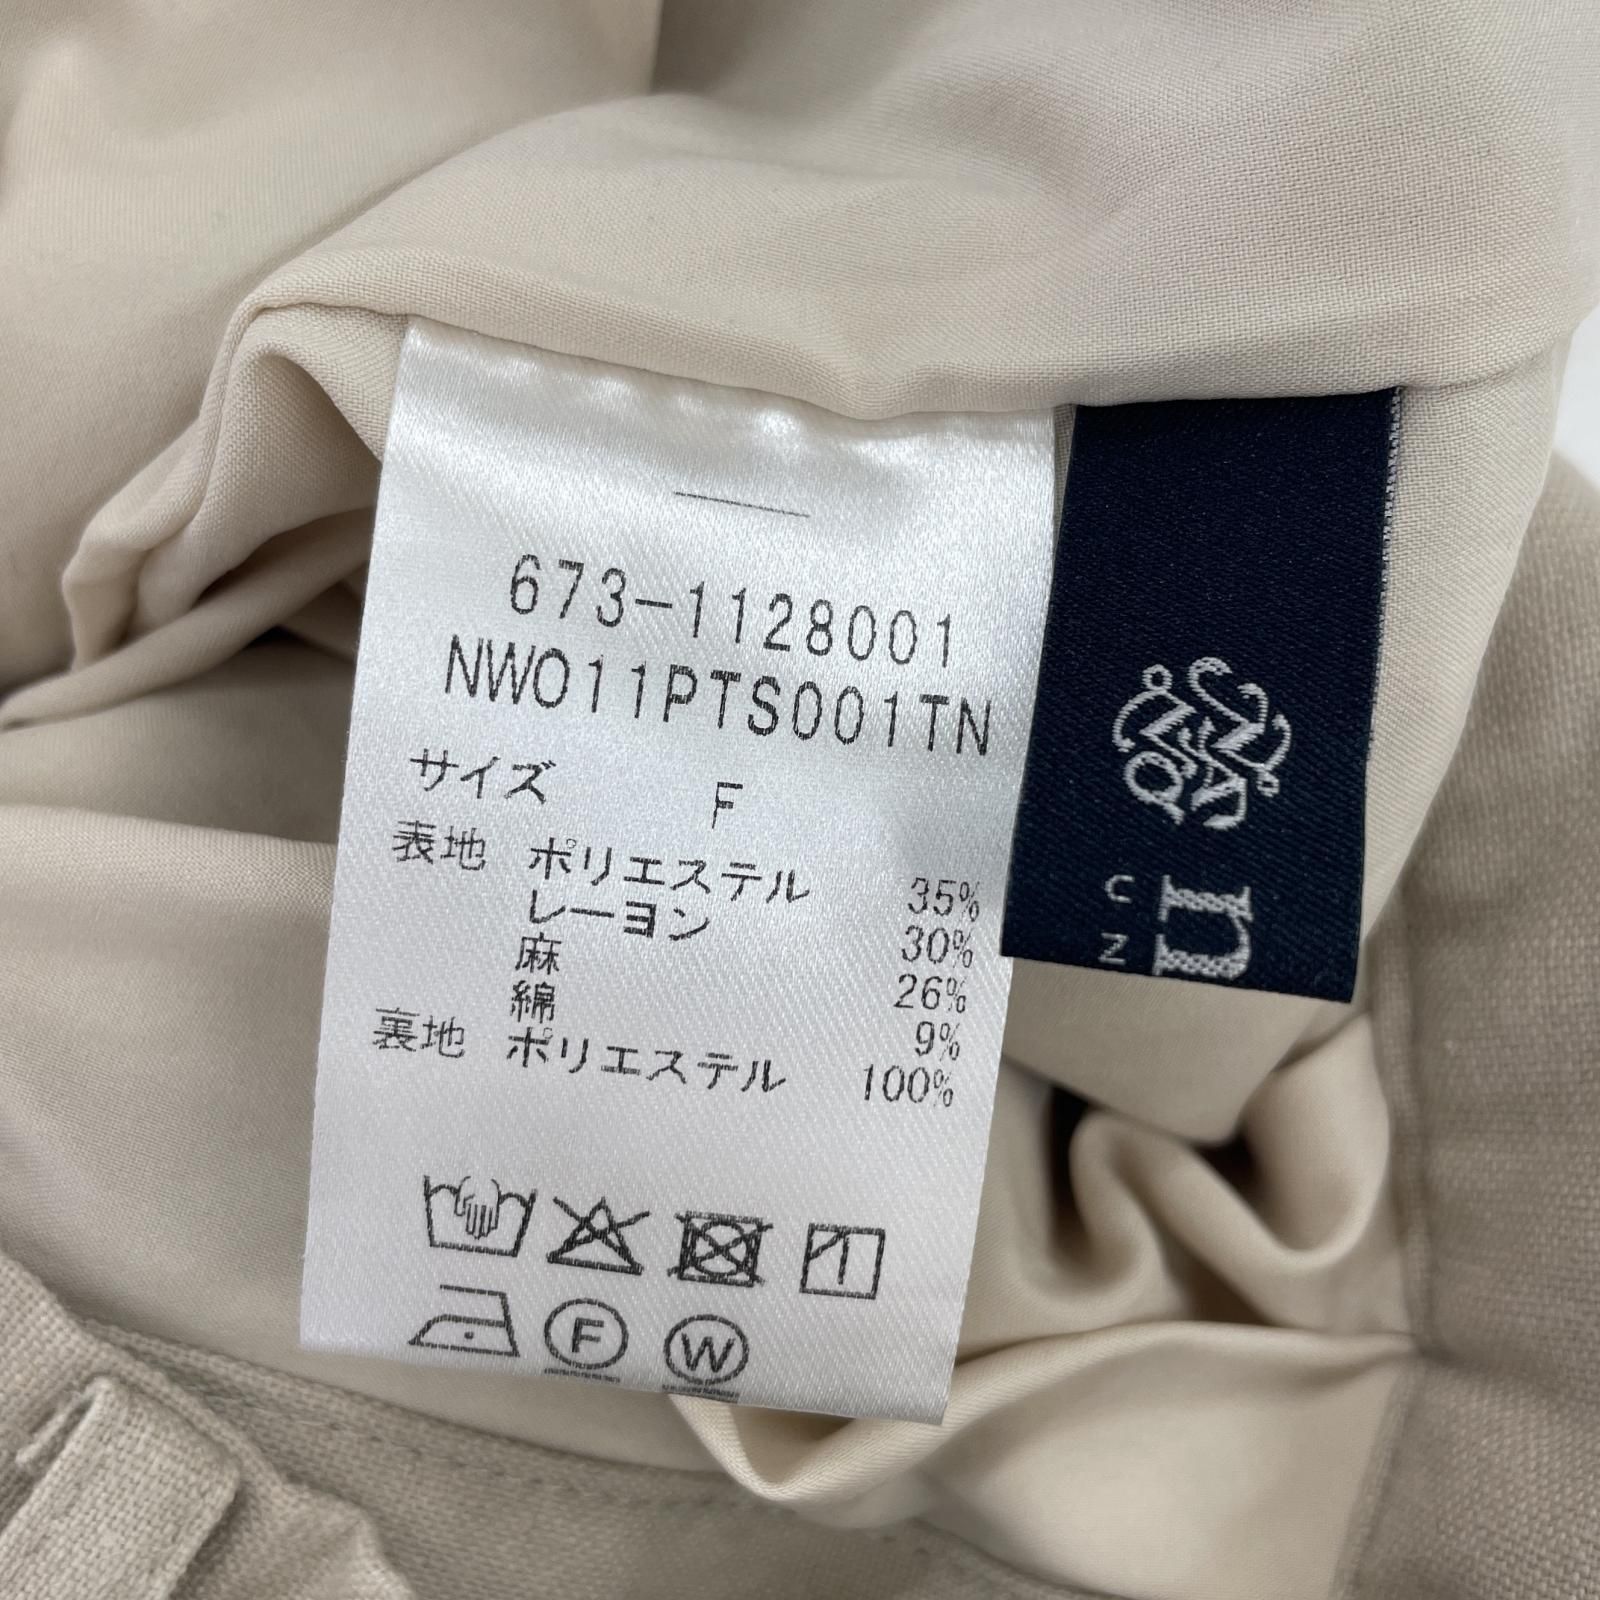 673-1128001
NW011PTS001TN
サイズ F
表地 ポリエステル 35%
レーヨン 30%
麻 26%
綿 9%
裏地 ポリエステル 100%
F
W
n